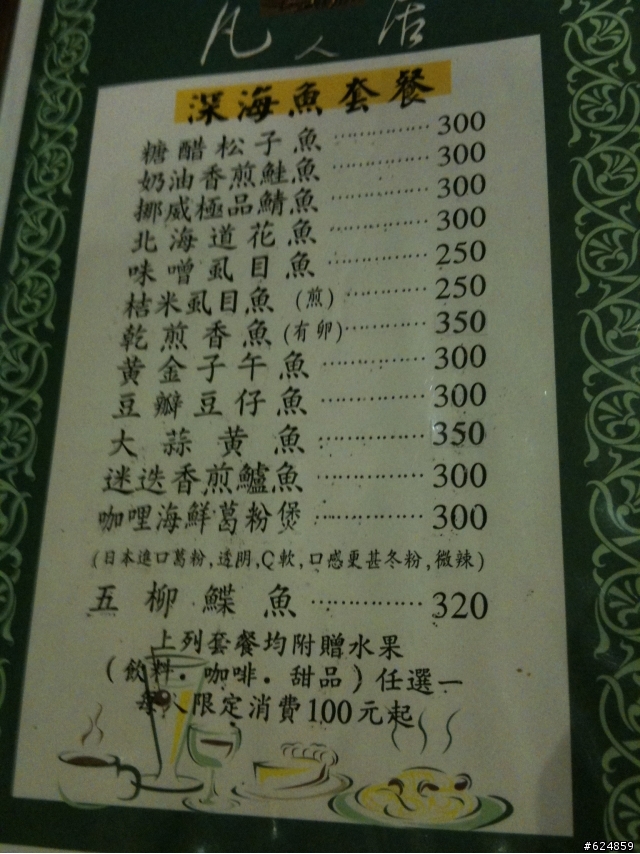 凡人活
深海魚套餐
糖醋松子魚 ‥‥‥‥‥ 300
奶油香煎鮭魚 ‥‥‥‥‥ 300
挪威極品鯖魚 ‥‥‥‥‥ 300
北海道花魚 ‥‥‥‥‥ 300
味噌虱目魚 ‥‥‥‥‥ 250
桔米虱目魚 (煎) ‥‥‥‥ 250
乾煎香魚 (有卵) ‥‥‥‥ 350
黃金子午魚 ‥‥‥‥‥ 300
豆瓣豆仔魚 ‥‥‥‥‥ 300
大蒜黃魚 ‥‥‥‥‥ 350
迷迭香煎鱸魚 ‥‥‥‥‥ 300
咖哩海鮮葛粉煲 ‥‥‥‥‥ 300
(日本進口葛粉,透明,Q軟,口感更甚冬粉,微辣)
五柳鰈魚 ‥‥‥‥‥ 320
上列套餐均附贈水果
(飲料.咖啡.甜品)任選一
每人限定消費100元起
#624859